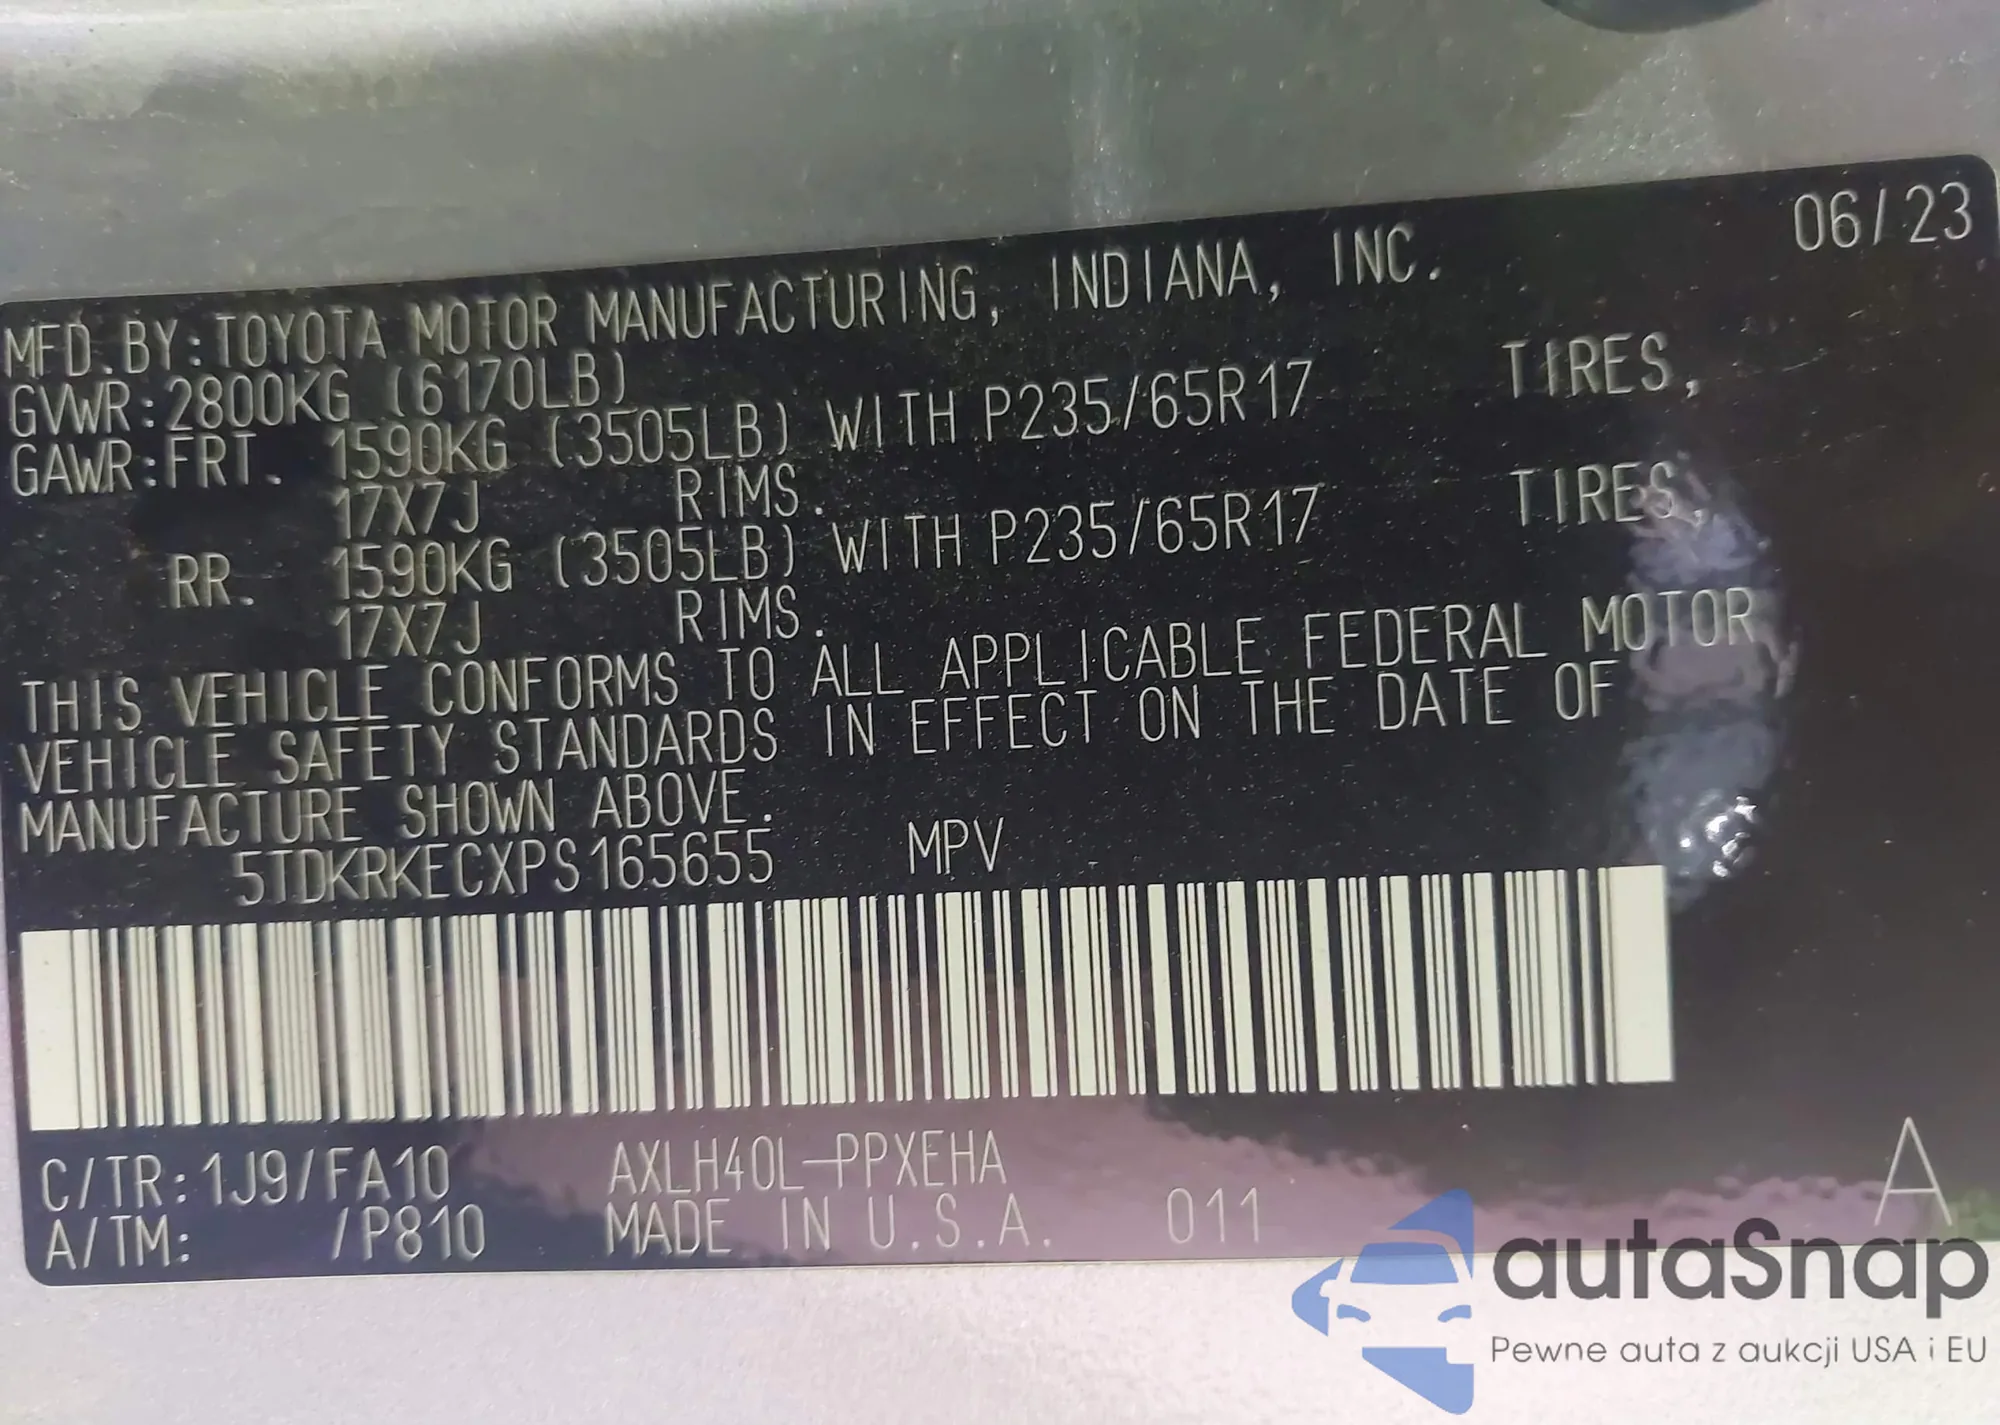 06/23
MFD.BY:TOYOTA MOTOR MANUFACTURING, INDIANA, INC.
GVWR:2800KG (6170LB)
GAWR:FRT. 1590KG (3505LB) WITH P235/65R17 TIRES,
17X7J RIMS.
RR. 1590KG (3505LB) WITH P235/65R17 TIRES,
17X7J RIMS.
THIS VEHICLE CONFORMS TO ALL APPLICABLE FEDERAL MOTOR
VEHICLE SAFETY STANDARDS IN EFFECT ON THE DATE OF
MANUFACTURE SHOWN ABOVE.
5TDKRKECXPS165655 MPV
C/TR:1J9/FA10 AXLH40L-PPXEHA A
A/TM: /P810 MADE IN U.S.A. 011
autaSnap
Pewne auta z aukcji USA i EU